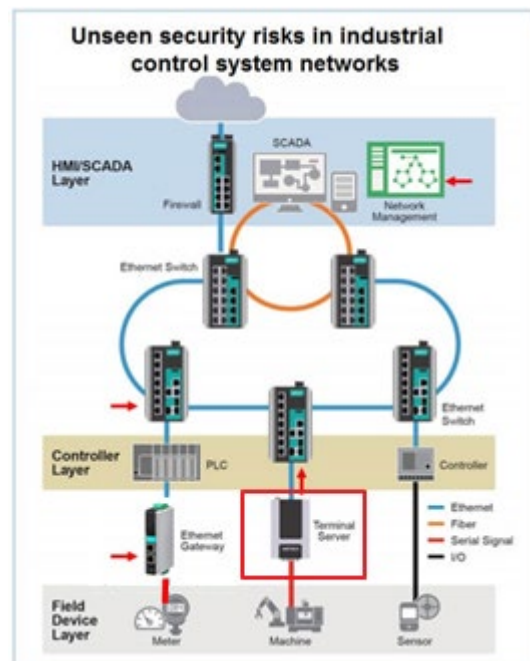 Unseen security risks in industrial
control system networks
SCADA
HMI/SCADA
Layer
Firewall
Network
Management
Ethernet Switch
Ethernet
Switch
Controller
Layer
PLC
Controller
Ethernet
Gateway
Terminal
Server
Ethernet
Fiber
Serial Signal
I/O
Field
Device
Layer
Meter
Machine
Sensor